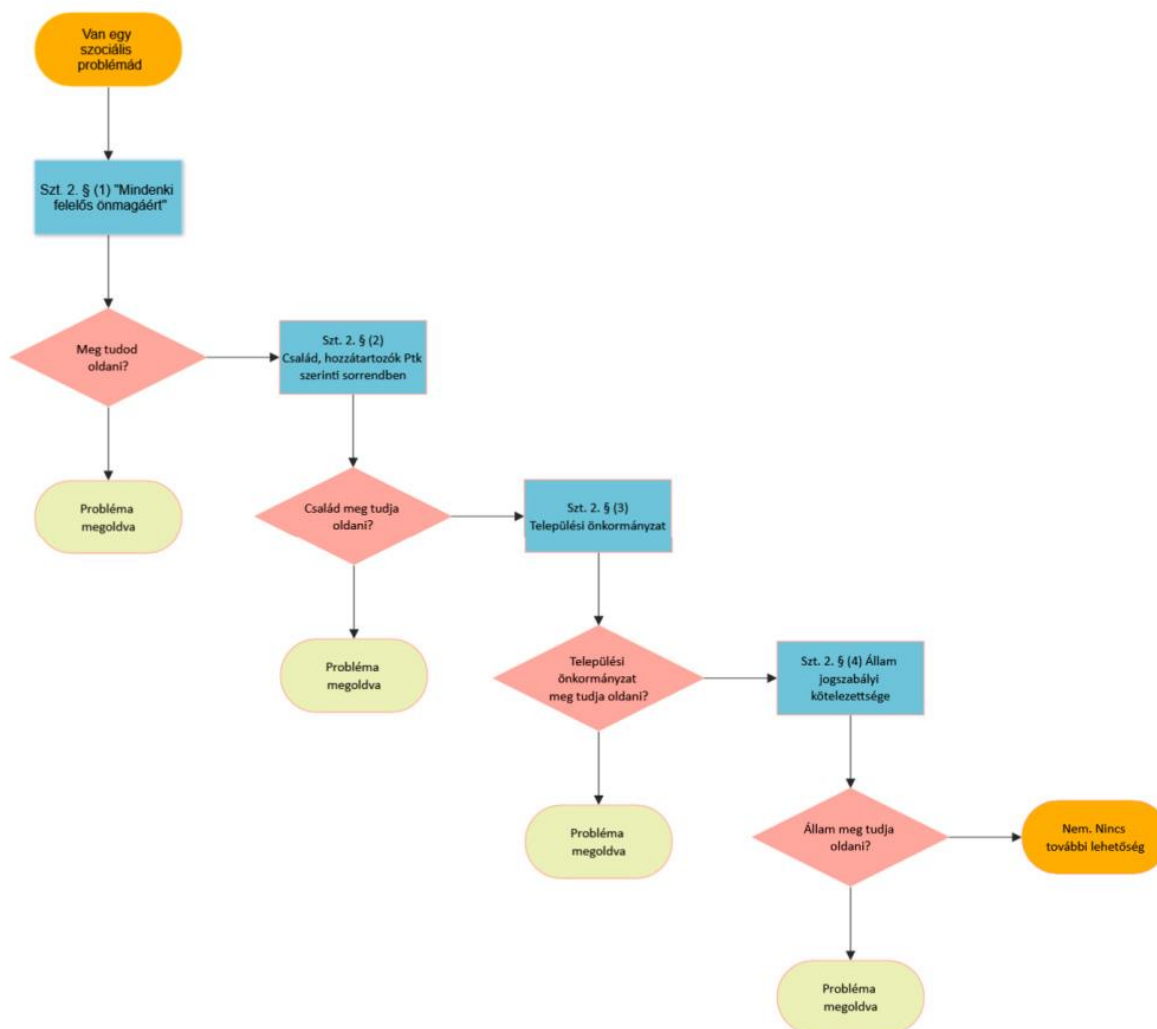 Van egy
szociális
problémád
Szt. 2. § (1) "Mindenki
felelős önmagáért"
Meg tudod
oldani?
Probléma
megoldva
Szt. 2. § (2)
Család, hozzátartozók Ptk
szerinti sorrendben
Család meg tudja
oldani?
Probléma
megoldva
Szt. 2. § (3)
Települési önkormányzat
Települési
önkormányzat
meg tudja oldani?
Probléma
megoldva
Szt. 2. § (4) Állam
jogszabályi
kötelezettsége
Állam meg tudja
oldani?
Nem. Nincs
további lehetőség
Probléma
megoldva